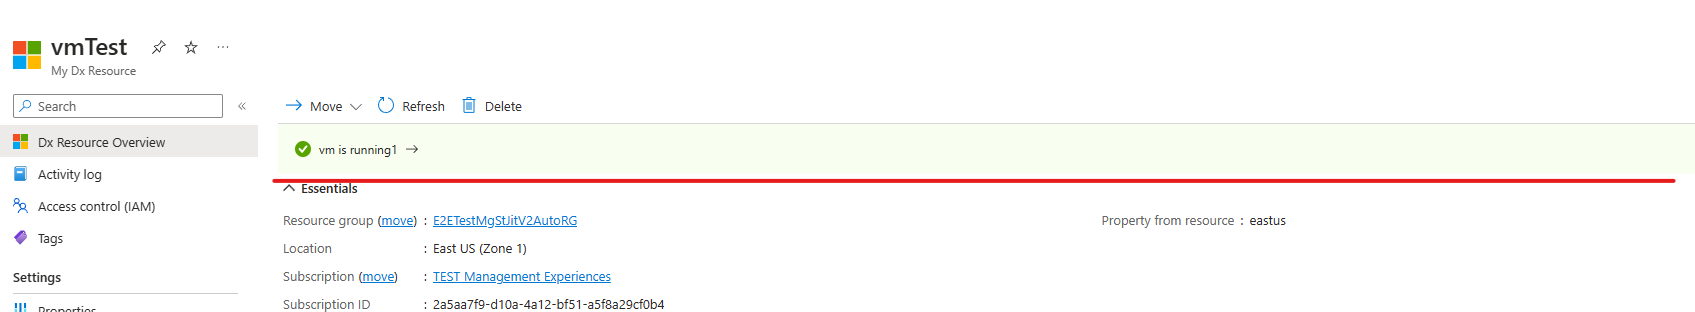 vmTest
My Dx Resource
Search
Dx Resource Overview
Activity log
Access control (IAM)
Tags
Settings
Properties
Move Refresh Delete
vm is running1
Essentials
Resource group (move) : E2ETestMgStJitV2AutoRG
Location : East US (Zone 1)
Subscription (move) : TEST Management Experiences
Subscription ID : 2a5aa7f9-d10a-4a12-bf51-a5f8a29cf0b4
Property from resource : eastus